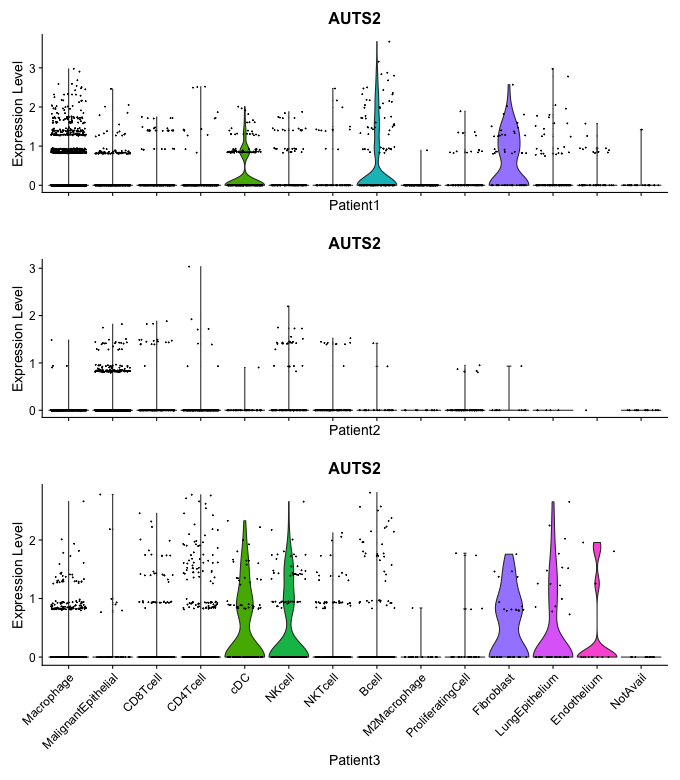 AUTS2
Expression Level
3
2
1
0
Patient1
AUTS2
Expression Level
3
2
1
0
Patient2
AUTS2
Expression Level
2
1
0
Macrophage
MalignantEpithelial
CD8Tcell
CD4Tcell
cDC
NKcell
NKTcell
Bcell
M2Macrophage
ProliferatingCell
Fibroblast
LungEpithelium
Endothelium
NotAvail
Patient3